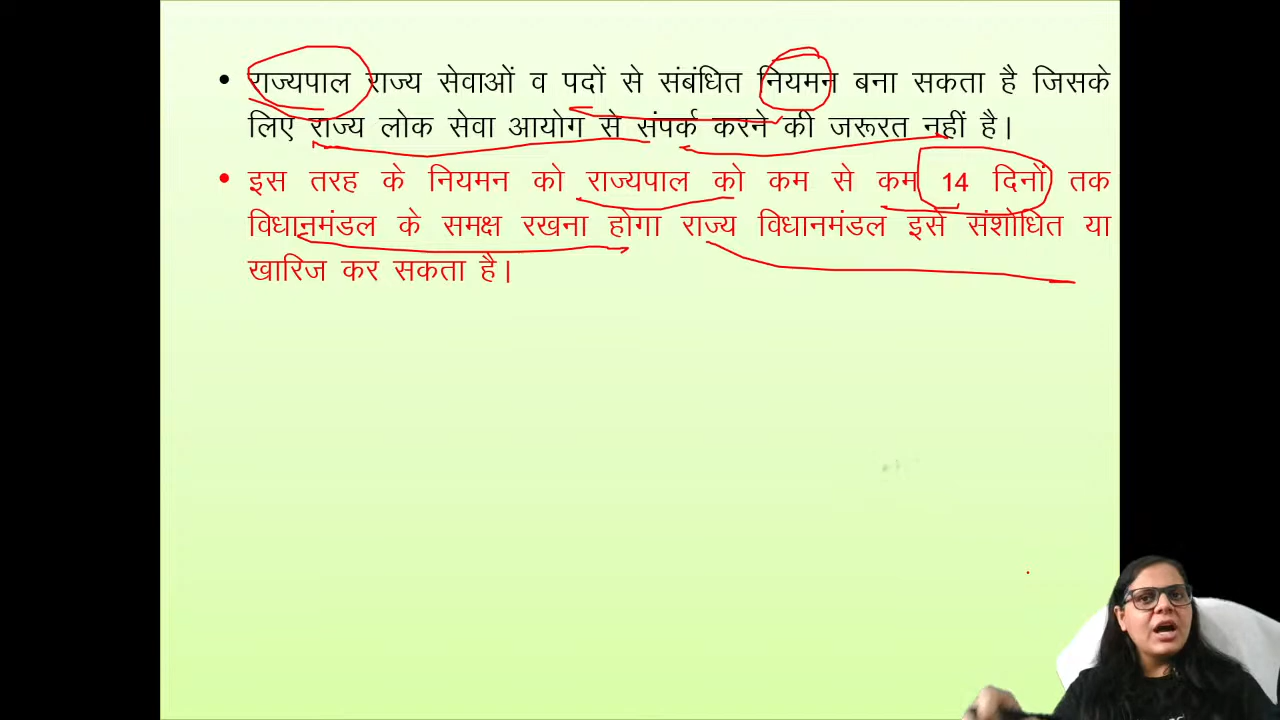 • राज्यपाल राज्य सेवाओं व पदों से संबंधित नियमन बना सकता है जिसके
लिए राज्य लोक सेवा आयोग से संपर्क करने की जरूरत नहीं है।
• इस तरह के नियमन को राज्यपाल को कम से कम 14 दिनों तक
विधानमंडल के समक्ष रखना होगा राज्य विधानमंडल इसे संशोधित या
खारिज कर सकता है।